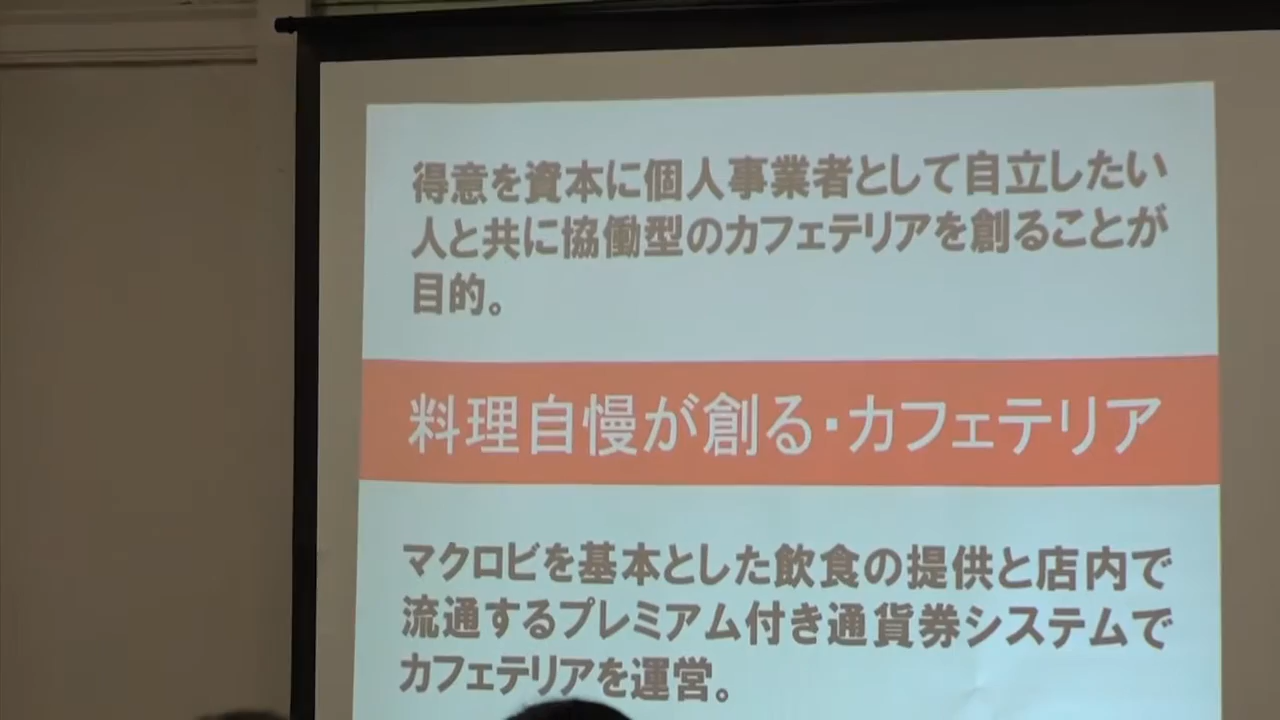 得意を資本に個人事業者として自立したい
人と共に協働型のカフェテリアを創ることが
目的。
料理自慢が創る・カフェテリア
マクロビを基本とした飲食の提供と店内で
流通するプレミアム付き通貨券システムで
カフェテリアを運営。